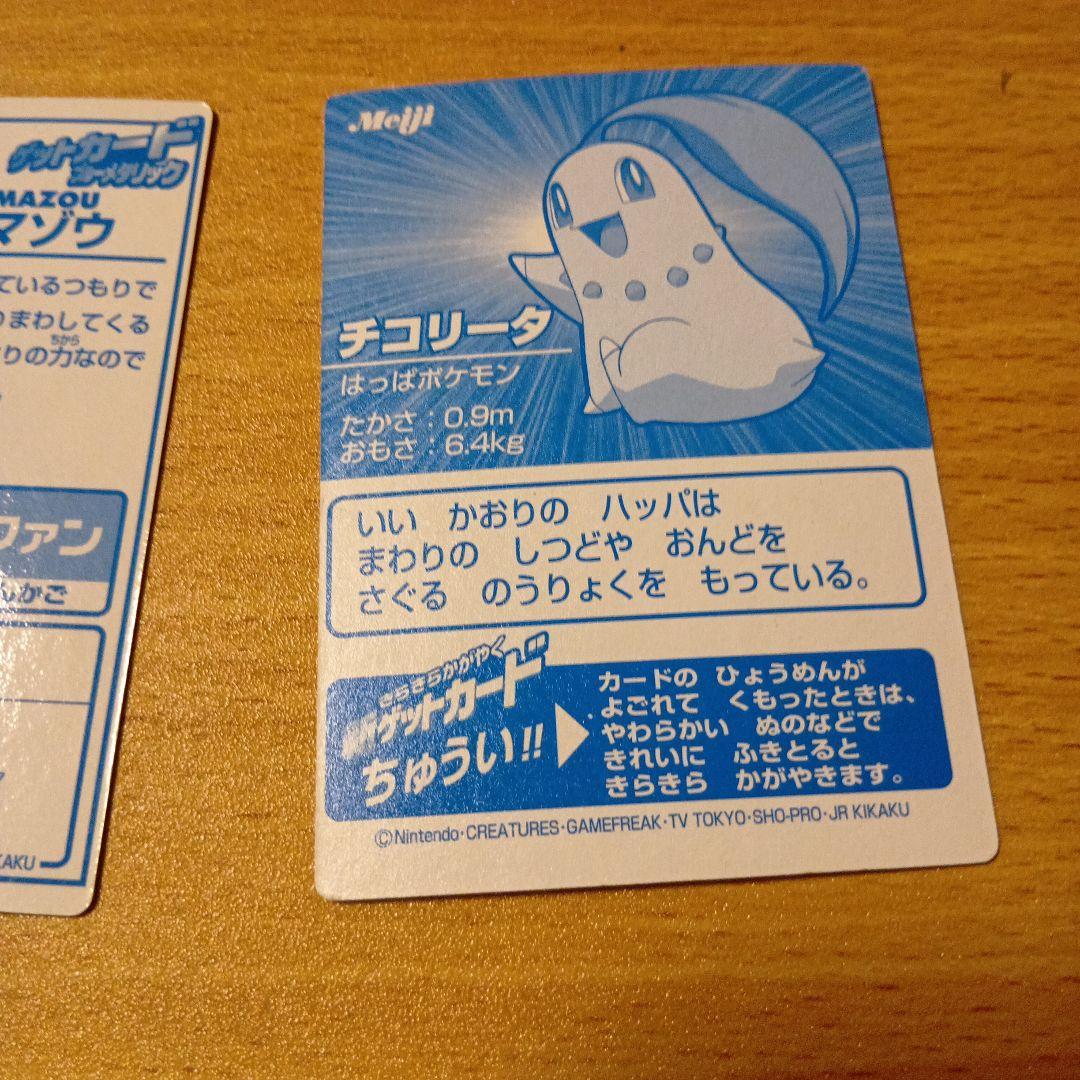 ゲットカード
フォーメタリック
MAZOU
マゾウ
ているつもりで
りまわしてくる
ちから
りの力なので
ファン
んかご
KAKU
Meiji
チコリータ
はっぱポケモン
たかさ：0.9m
おもさ：6.4kg
いい　かおりの　ハッパは
まわりの　しつどや　おんどを
さぐる　のうりょくを　もっている。
きらきらかがやく
新ゲットカード
ちゅうい!!
カードの　ひょうめんが
よごれて　くもったときは、
やわらかい　ぬのなどで
きれいに　ふきとると
きらきら　かがやきます。
©Nintendo・CREATURES・GAMEFREAK・TV TOKYO・SHO-PRO・JR KIKAKU